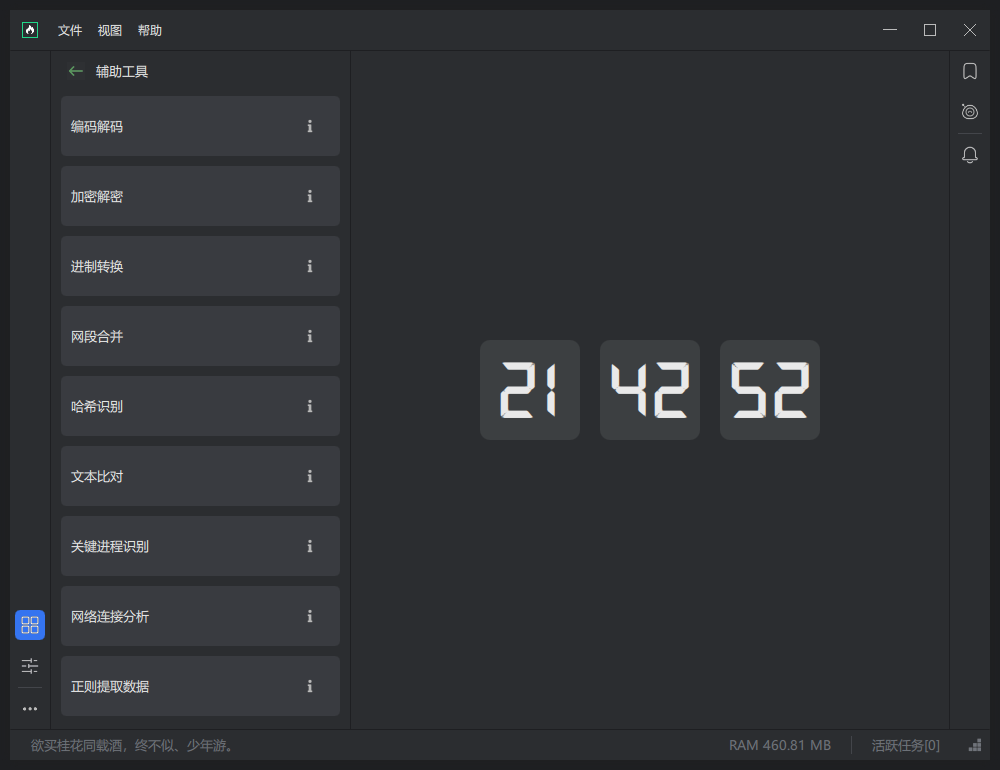 文件 视图 帮助
辅助工具
编码解码
加密解密
进制转换
网段合并
哈希识别
文本比对
关键进程识别
网络连接分析
正则提取数据
21 42 52
欲买桂花同载酒，终不似、少年游。
RAM 460.81 MB 活跃任务[0]